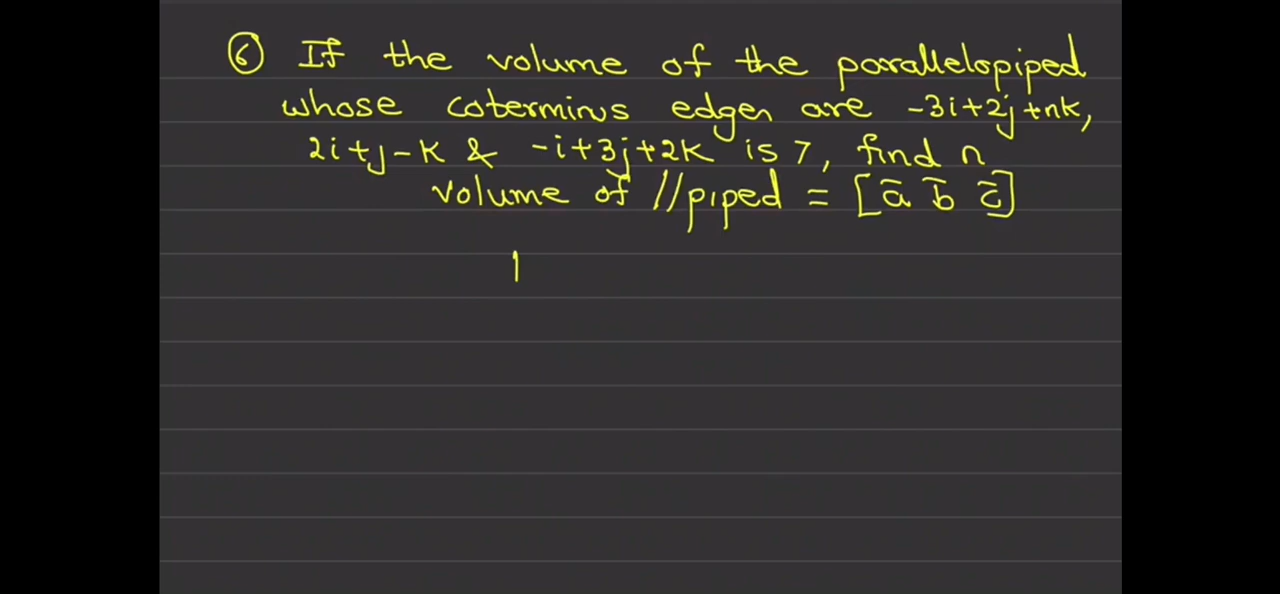 6 If the volume of the parallelopiped
whose coterminus edges are -3i+2j+nk,
2i+j-k & -i+3j+2k is 7, find n
volume of //piped = [a̅ b̅ c̅]
|